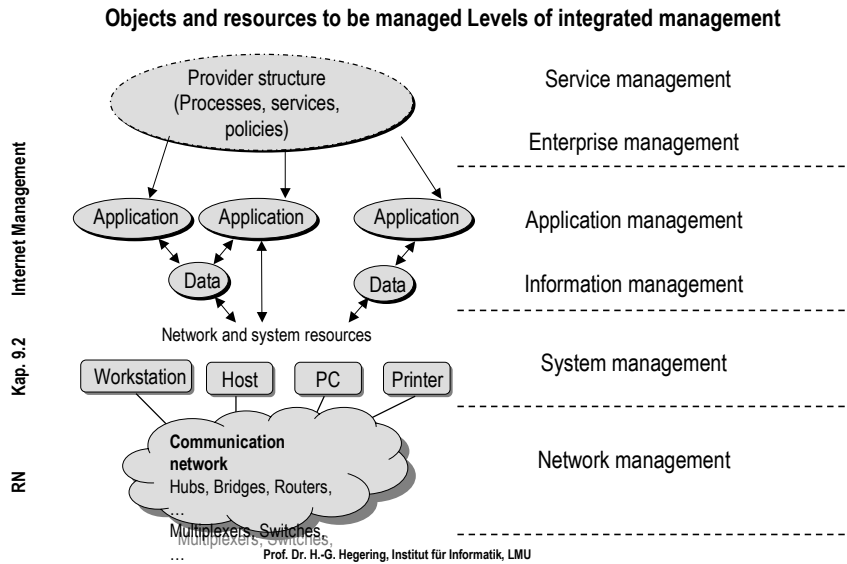 Objects and resources to be managed Levels of integrated management
Provider structure
(Processes, services,
policies)
Service management
Enterprise management
Application
Application
Application
Application management
Data
Data
Information management
Network and system resources
Workstation
Host
PC
Printer
System management
Communication
network
Hubs, Bridges, Routers,
…
Multiplexers, Switches,
Multiplexers, Switches,
…
Network management
Prof. Dr. H.-G. Hegering, Institut für Informatik, LMU
Internet Management
Kap. 9.2
RN